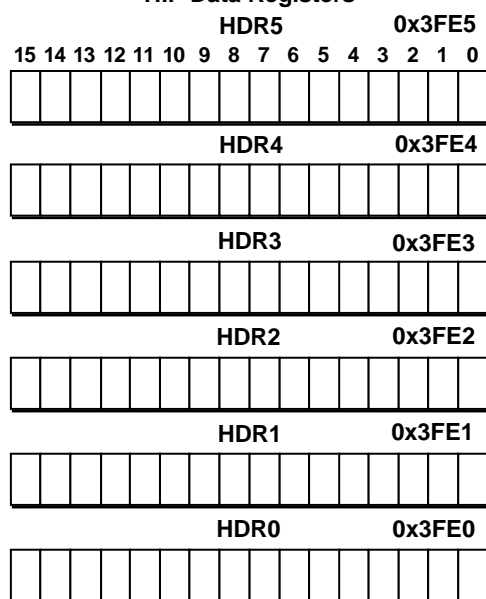 HDR5 0x3FE5
15 14 13 12 11 10 9 8 7 6 5 4 3 2 1 0
HDR4 0x3FE4
HDR3 0x3FE3
HDR2 0x3FE2
HDR1 0x3FE1
HDR0 0x3FE0